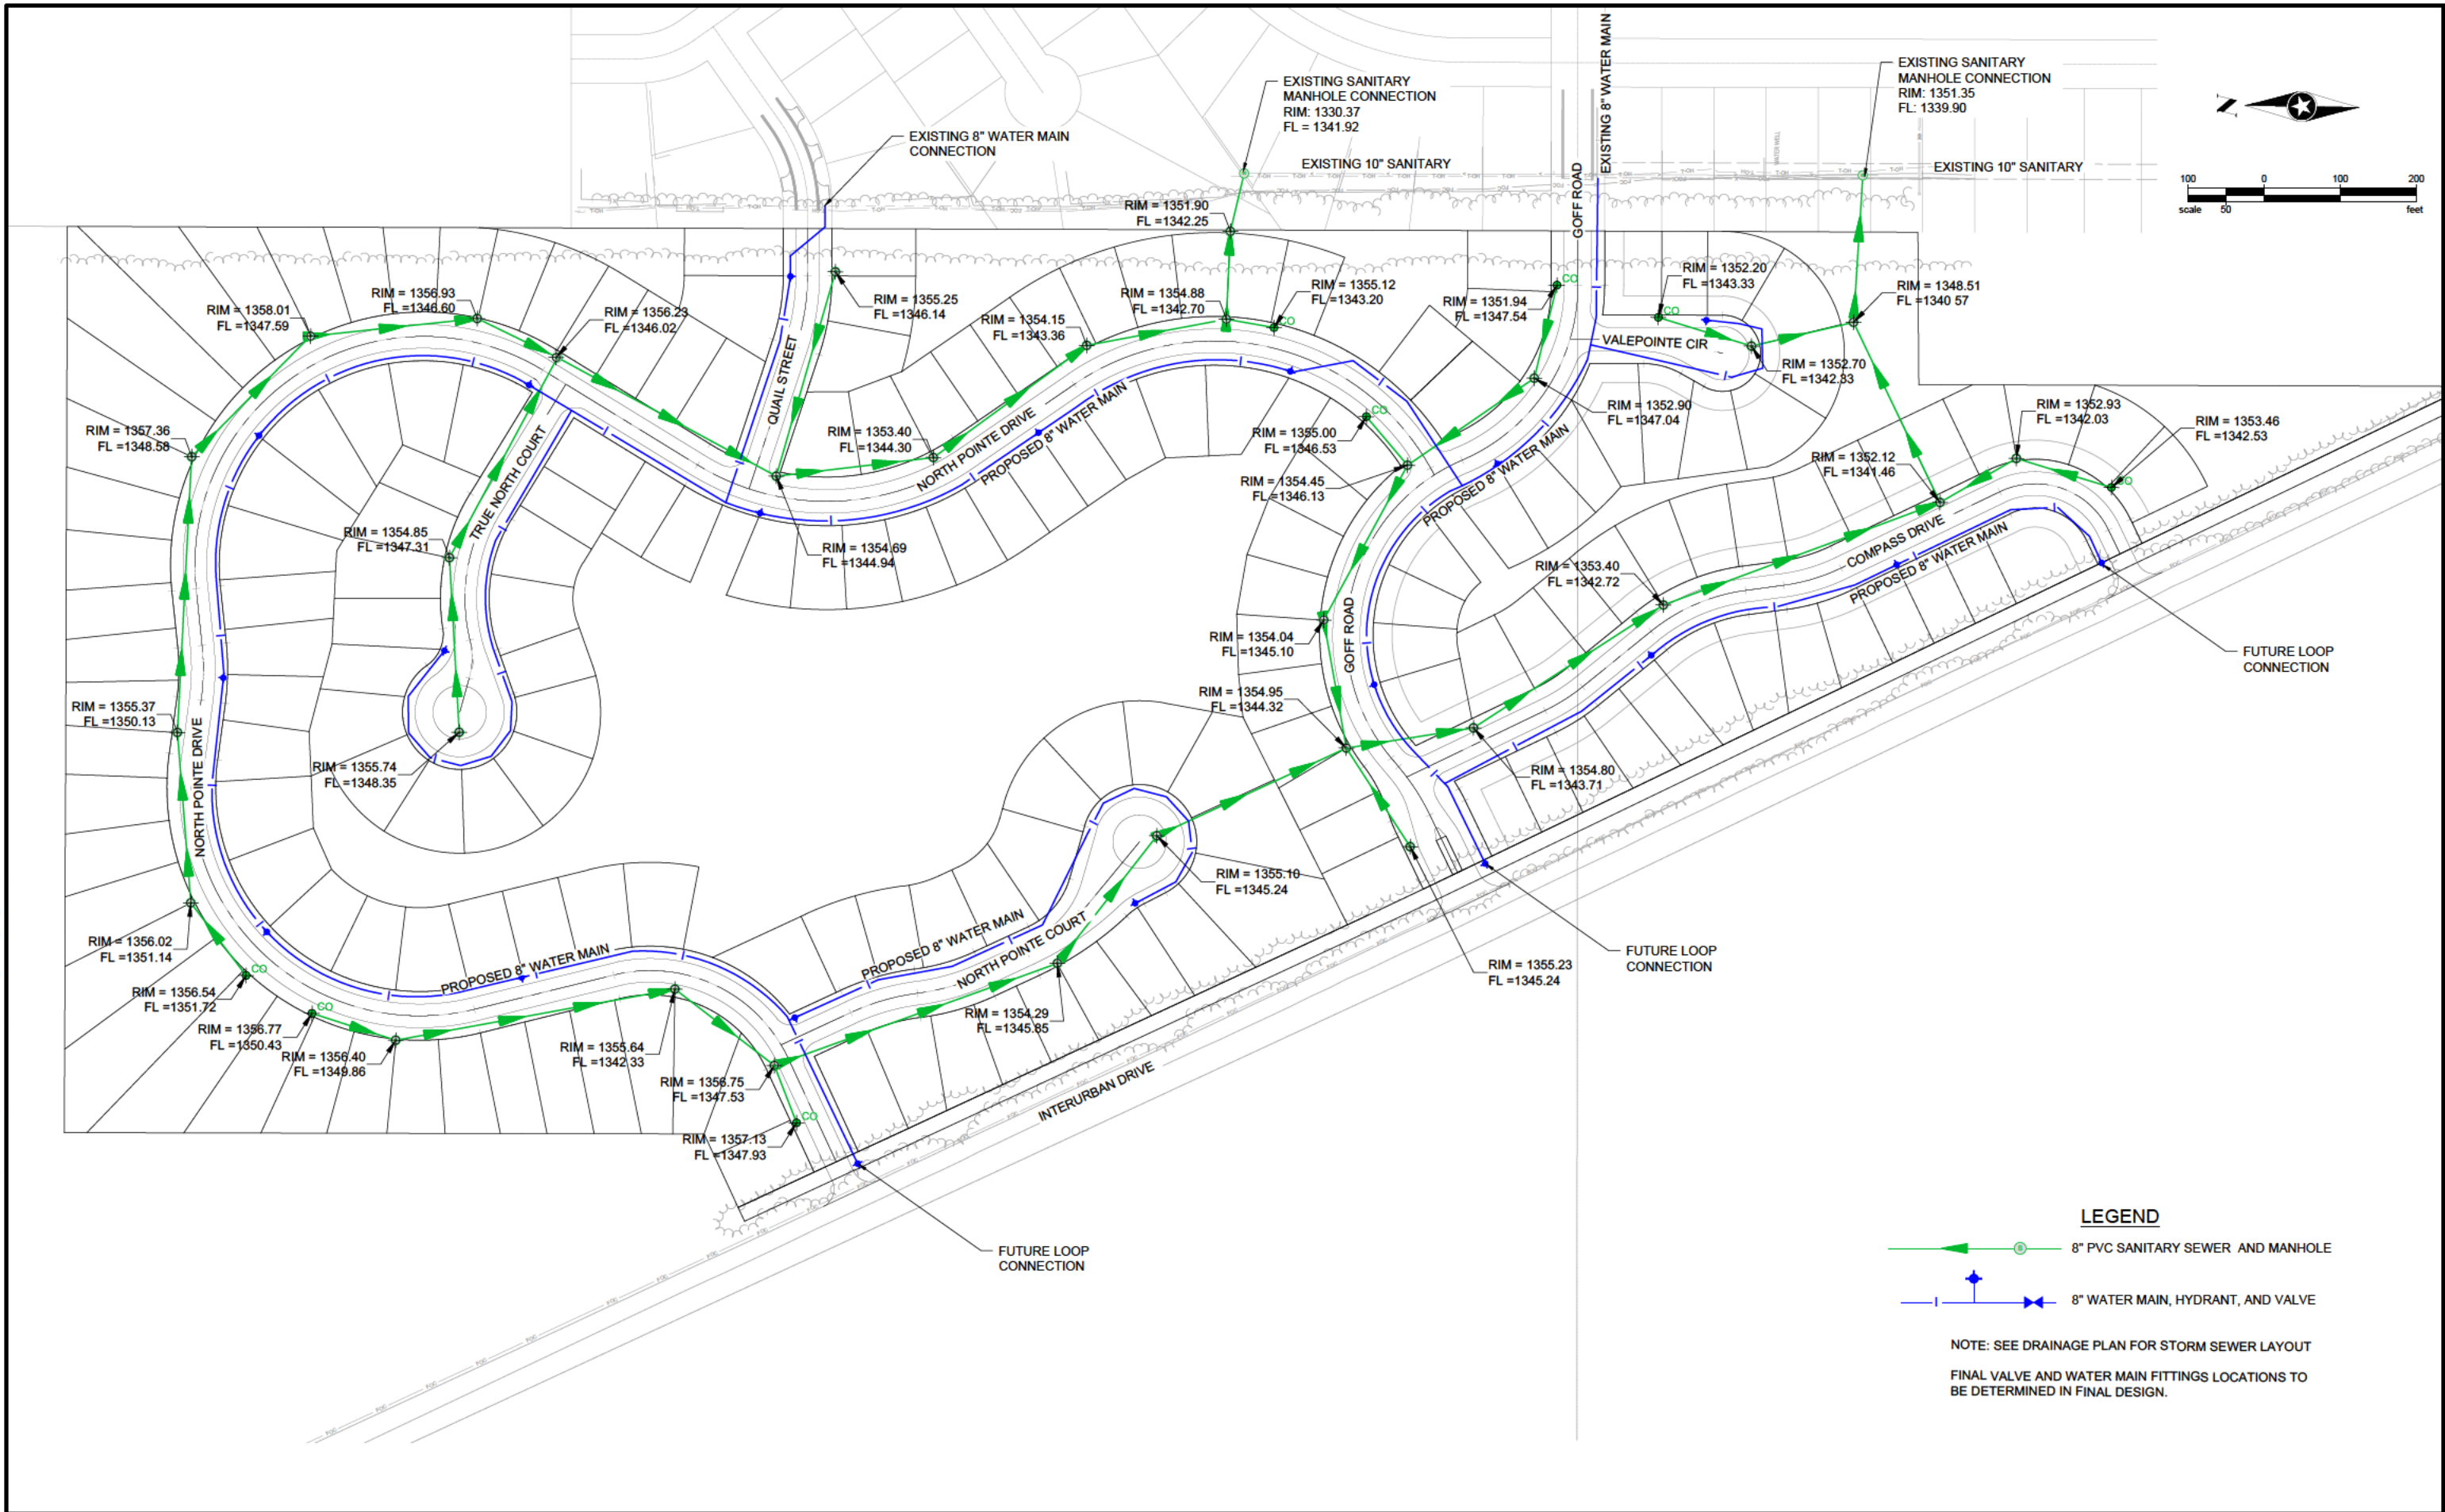 EXISTING 8" WATER MAIN
EXISTING SANITARY
MANHOLE CONNECTION
RIM: 1330.37
FL = 1341.92
EXISTING SANITARY
MANHOLE CONNECTION
RIM: 1351.35
FL: 1339.90
N
EXISTING 8" WATER MAIN
CONNECTION
EXISTING 10" SANITARY
EXISTING 10" SANITARY
100 0 100 200
scale 50 feet
GOFF ROAD
RIM = 1351.90
FL =1342.25
RIM = 1358.01
FL =1347.59
RIM = 1356.93
FL =1346.60
RIM = 1356.23
FL =1346.02
RIM = 1355.25
FL =1346.14
RIM = 1354.15
FL =1343.36
RIM = 1354.88
FL =1342.70
RIM = 1355.12
FL =1343.20
CO
RIM = 1351.94
FL =1347.54
CO
RIM = 1352.20
FL =1343.33
CO
RIM = 1348.51
FL =1340 57
VALEPOINTE CIR
RIM = 1352.70
FL =1342.33
QUAIL STREET
RIM = 1357.36
FL =1348.58
TRUE NORTH COURT
RIM = 1353.40
FL =1344.30
NORTH POINTE DRIVE
PROPOSED 8" WATER MAIN
CO
RIM = 1355.00
FL =1346.53
RIM = 1352.90
FL =1347.04
RIM = 1352.93
FL =1342.03
RIM = 1353.46
FL =1342.53
CO
RIM = 1352.12
FL =1341.46
RIM = 1354.45
FL =1346.13
PROPOSED 8" WATER MAIN
RIM = 1354.85
FL =1347.31
RIM = 1354.69
FL =1344.94
COMPASS DRIVE
PROPOSED 8" WATER MAIN
RIM = 1353.40
FL =1342.72
GOFF ROAD
RIM = 1354.04
FL =1345.10
FUTURE LOOP
CONNECTION
RIM = 1355.37
FL =1350.13
NORTH POINTE DRIVE
RIM = 1354.95
FL =1344.32
RIM = 1355.74
FL =1348.35
RIM = 1354.80
FL =1343.71
RIM = 1355.10
FL =1345.24
RIM = 1356.02
FL =1351.14
PROPOSED 8" WATER MAIN
PROPOSED 8" WATER MAIN
NORTH POINTE COURT
FUTURE LOOP
CONNECTION
RIM = 1355.23
FL =1345.24
CO
RIM = 1356.54
FL =1351.72
CO
RIM = 1356.77
FL =1350.43
RIM = 1356.40
FL =1349.86
RIM = 1355.64
FL =1342.33
RIM = 1354.29
FL =1345.85
RIM = 1356.75
FL =1347.53
CO
RIM = 1357.13
FL =1347.93
INTERURBAN DRIVE
FUTURE LOOP
CONNECTION
LEGEND
8" PVC SANITARY SEWER AND MANHOLE
8" WATER MAIN, HYDRANT, AND VALVE
NOTE: SEE DRAINAGE PLAN FOR STORM SEWER LAYOUT
FINAL VALVE AND WATER MAIN FITTINGS LOCATIONS TO
BE DETERMINED IN FINAL DESIGN.